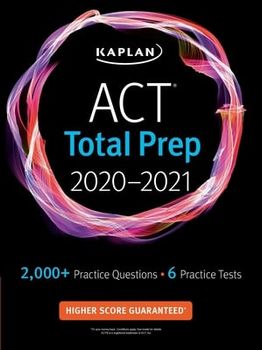 KAPLAN
ACT®
Total Prep
2020–2021
2,000+ Practice Questions • 6 Practice Tests
HIGHER SCORE GUARANTEED*